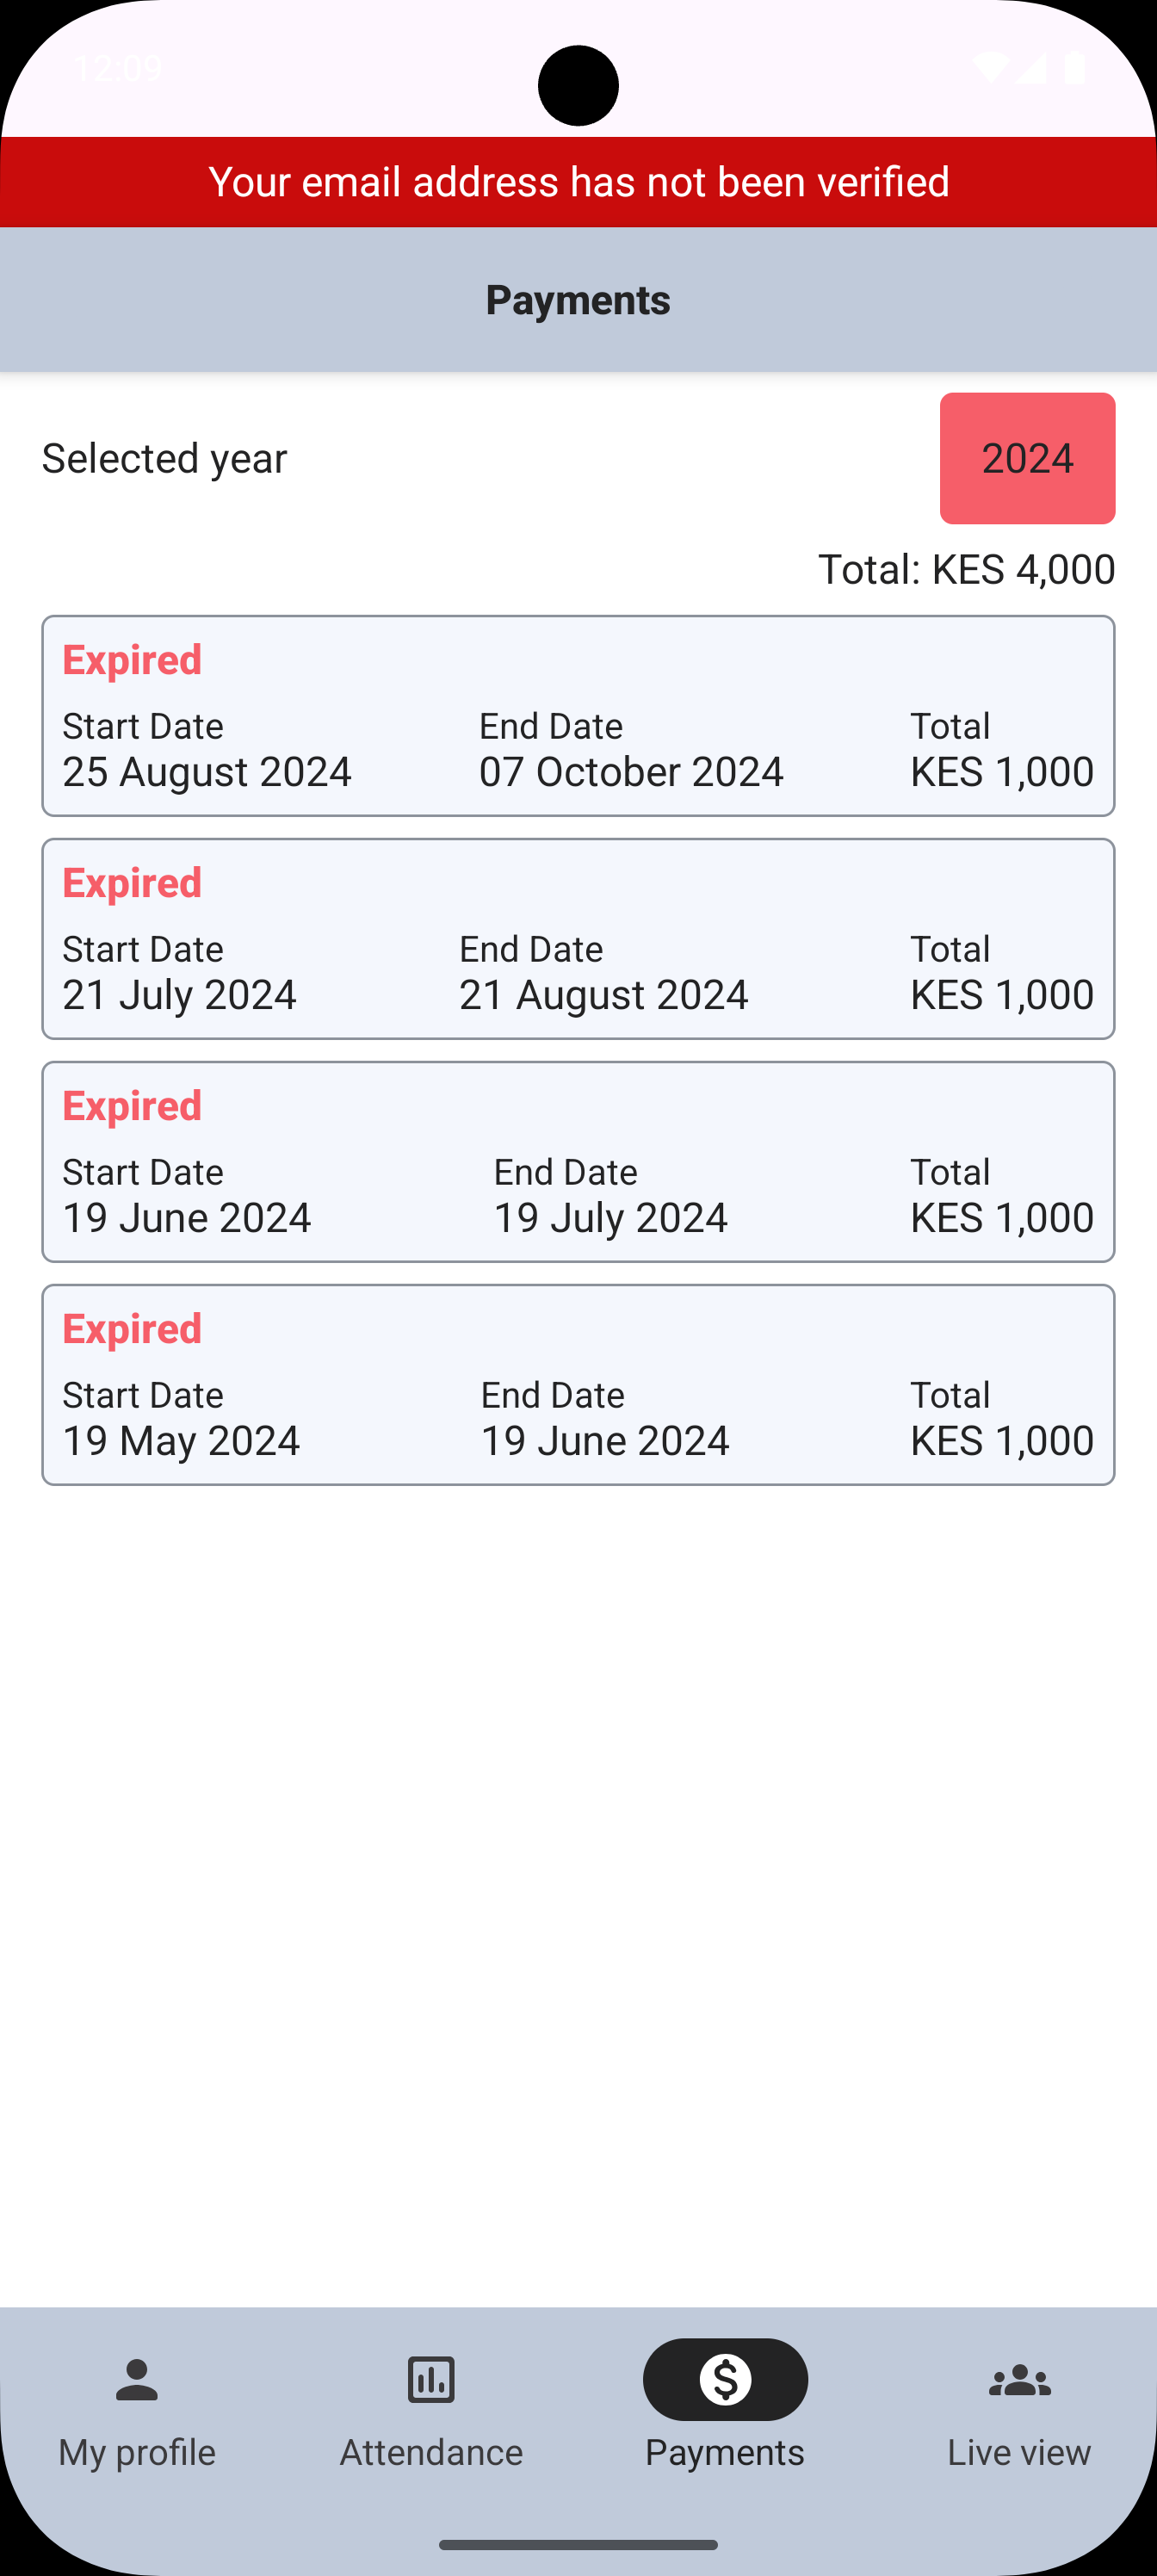 12:09
Your email address has not been verified
Payments
Selected year
2024
Total: KES 4,000
Expired
Start Date End Date Total
25 August 2024 07 October 2024 KES 1,000
Expired
Start Date End Date Total
21 July 2024 21 August 2024 KES 1,000
Expired
Start Date End Date Total
19 June 2024 19 July 2024 KES 1,000
Expired
Start Date End Date Total
19 May 2024 19 June 2024 KES 1,000
My profile Attendance Payments Live view